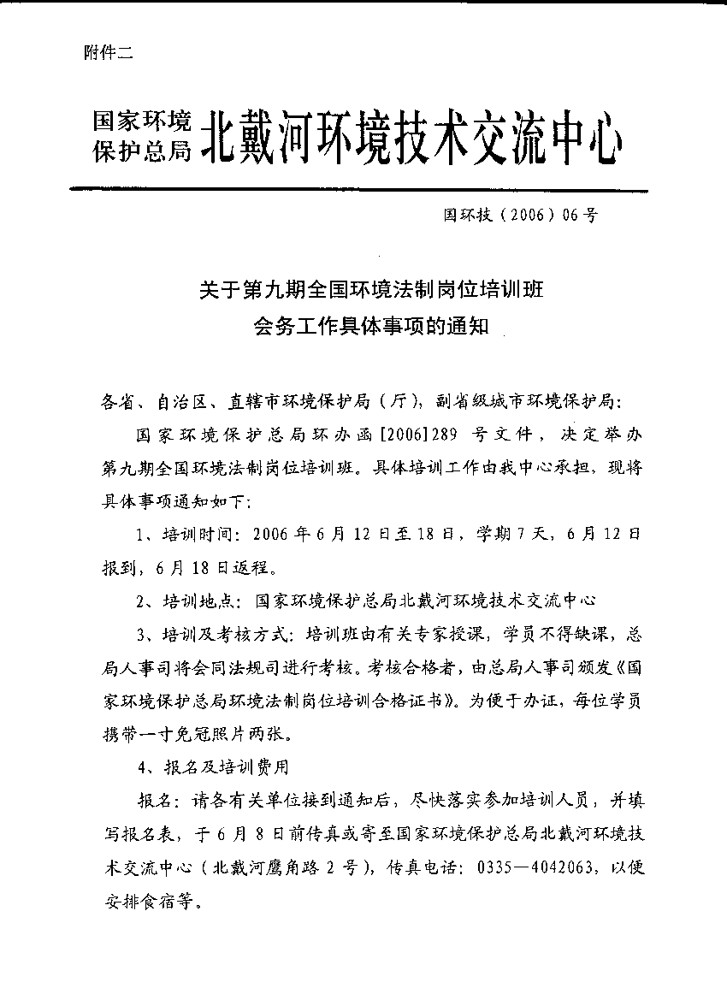 附件二
国家环境
保护总局
北戴河环境技术交流中心
国环技（2006）06号
关于第九期全国环境法制岗位培训班
会务工作具体事项的通知
各省、自治区、直辖市环境保护局（厅），副省级城市环境保护局：
国家环境保护总局环办函[2006]289 号文件，决定举办
第九期全国环境法制岗位培训班。具体培训工作由我中心承担，现将
具体事项通知如下：
1、培训时间：2006 年 6 月 12 日至 18 日，学期 7 天，6 月 12 日
报到，6 月 18 日返程。
2、培训地点：国家环境保护总局北戴河环境技术交流中心
3、培训及考核方式：培训班由有关专家授课，学员不得缺课，总
局人事司将会同法规司进行考核。考核合格者，由总局人事司颁发《国
家环境保护总局环境法制岗位培训合格证书》。为便于办证，每位学员
携带一寸免冠照片两张。
4、报名及培训费用
报名：请各有关单位接到通知后，尽快落实参加培训人员，并填
写报名表，于 6 月 8 日前传真或寄至国家环境保护总局北戴河环境技
术交流中心（北戴河鹰角路 2 号），传真电话：0335—4042063，以便
安排食宿等。